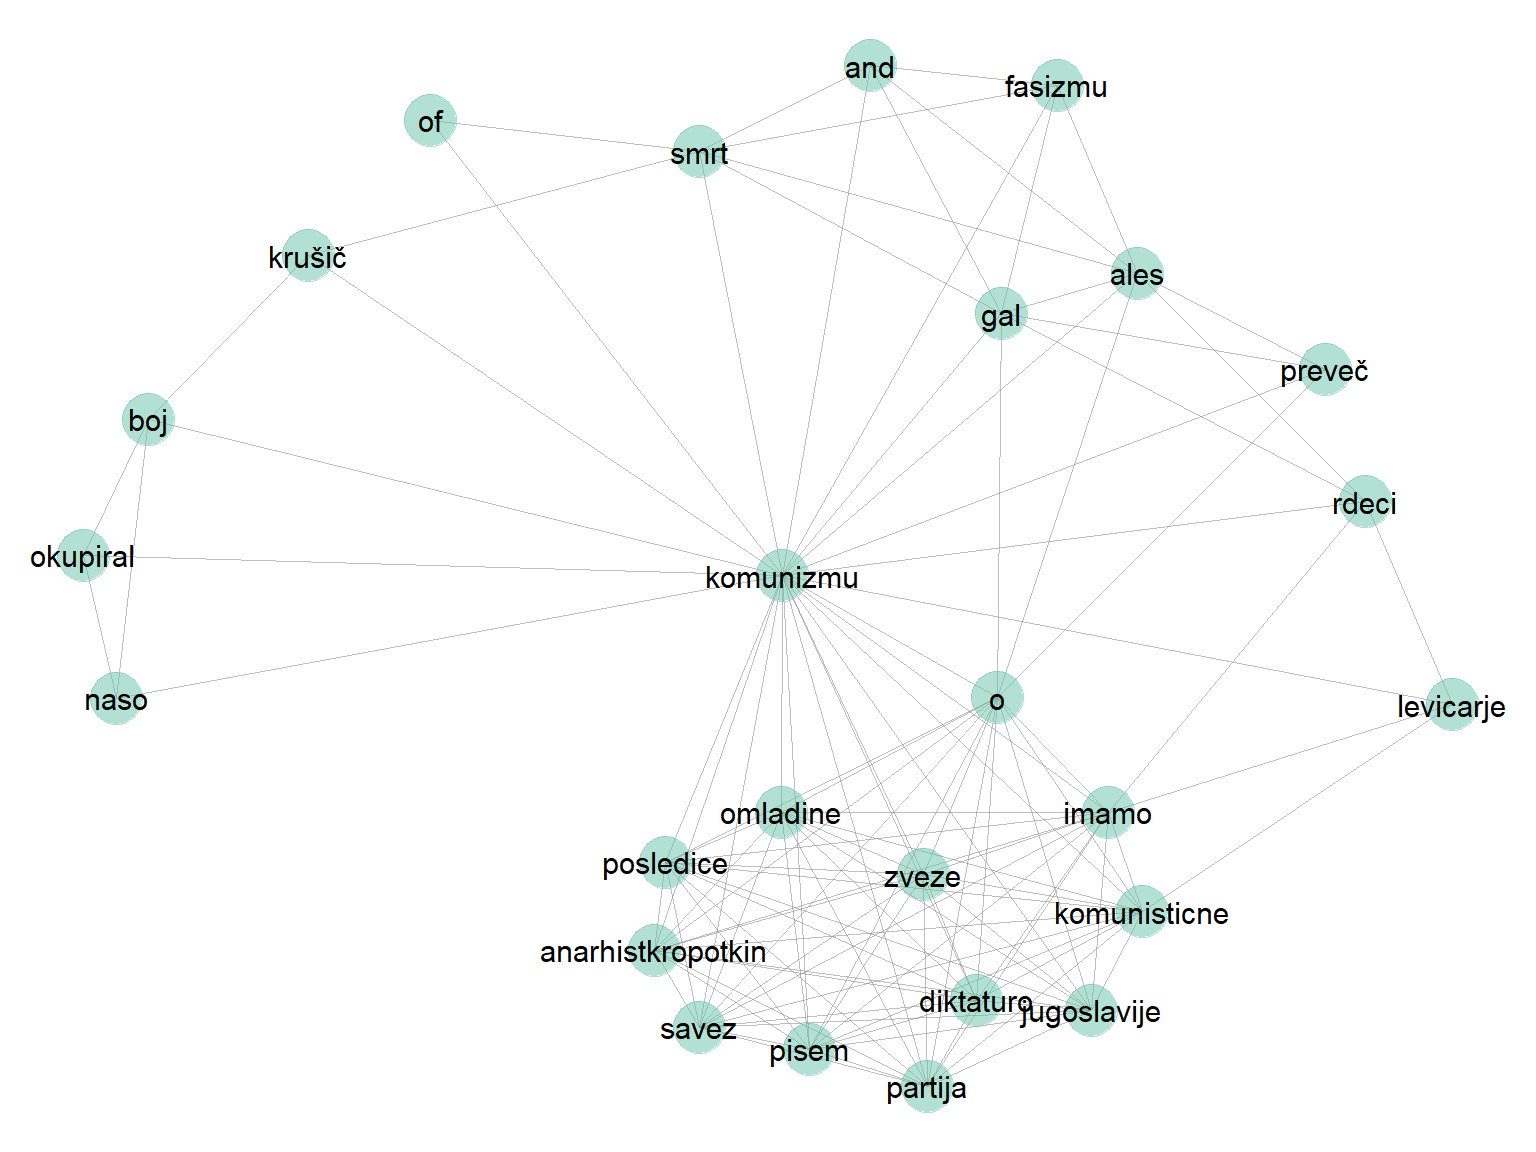 and
fasizmu
of
smrt
krušič
ales
gal
preveč
boj
rdeci
okupiral
komunizmu
naso
o
levicarje
omladine
imamo
posledice
zveze
komunisticne
anarhistkropotkin
diktaturo
jugoslavije
savez
pisem
partija